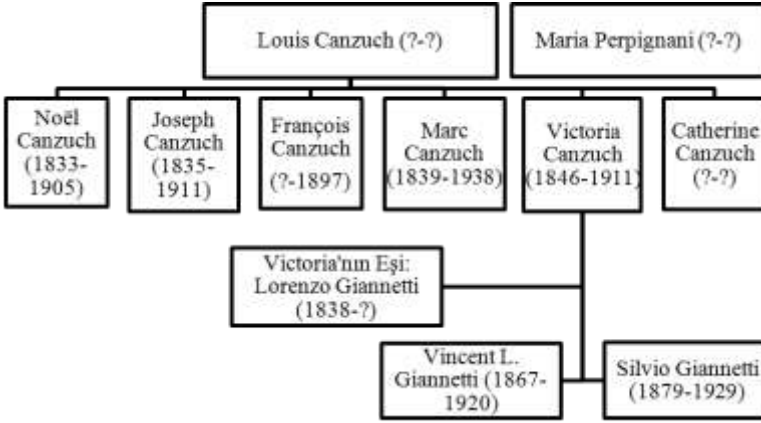 Louis Canzuch (?-?)
Maria Perpignani (?-?)
Noël
Canzuch
(1833-
1905)
Joseph
Canzuch
(1835-
1911)
François
Canzuch
(?-1897)
Marc
Canzuch
(1839-1938)
Victoria
Canzuch
(1846-1911)
Catherine
Canzuch
(?-?)
Victoria'nın Eşi:
Lorenzo Giannetti
(1838-?)
Vincent L.
Giannetti (1867-
1920)
Silvio Giannetti
(1879-1929)